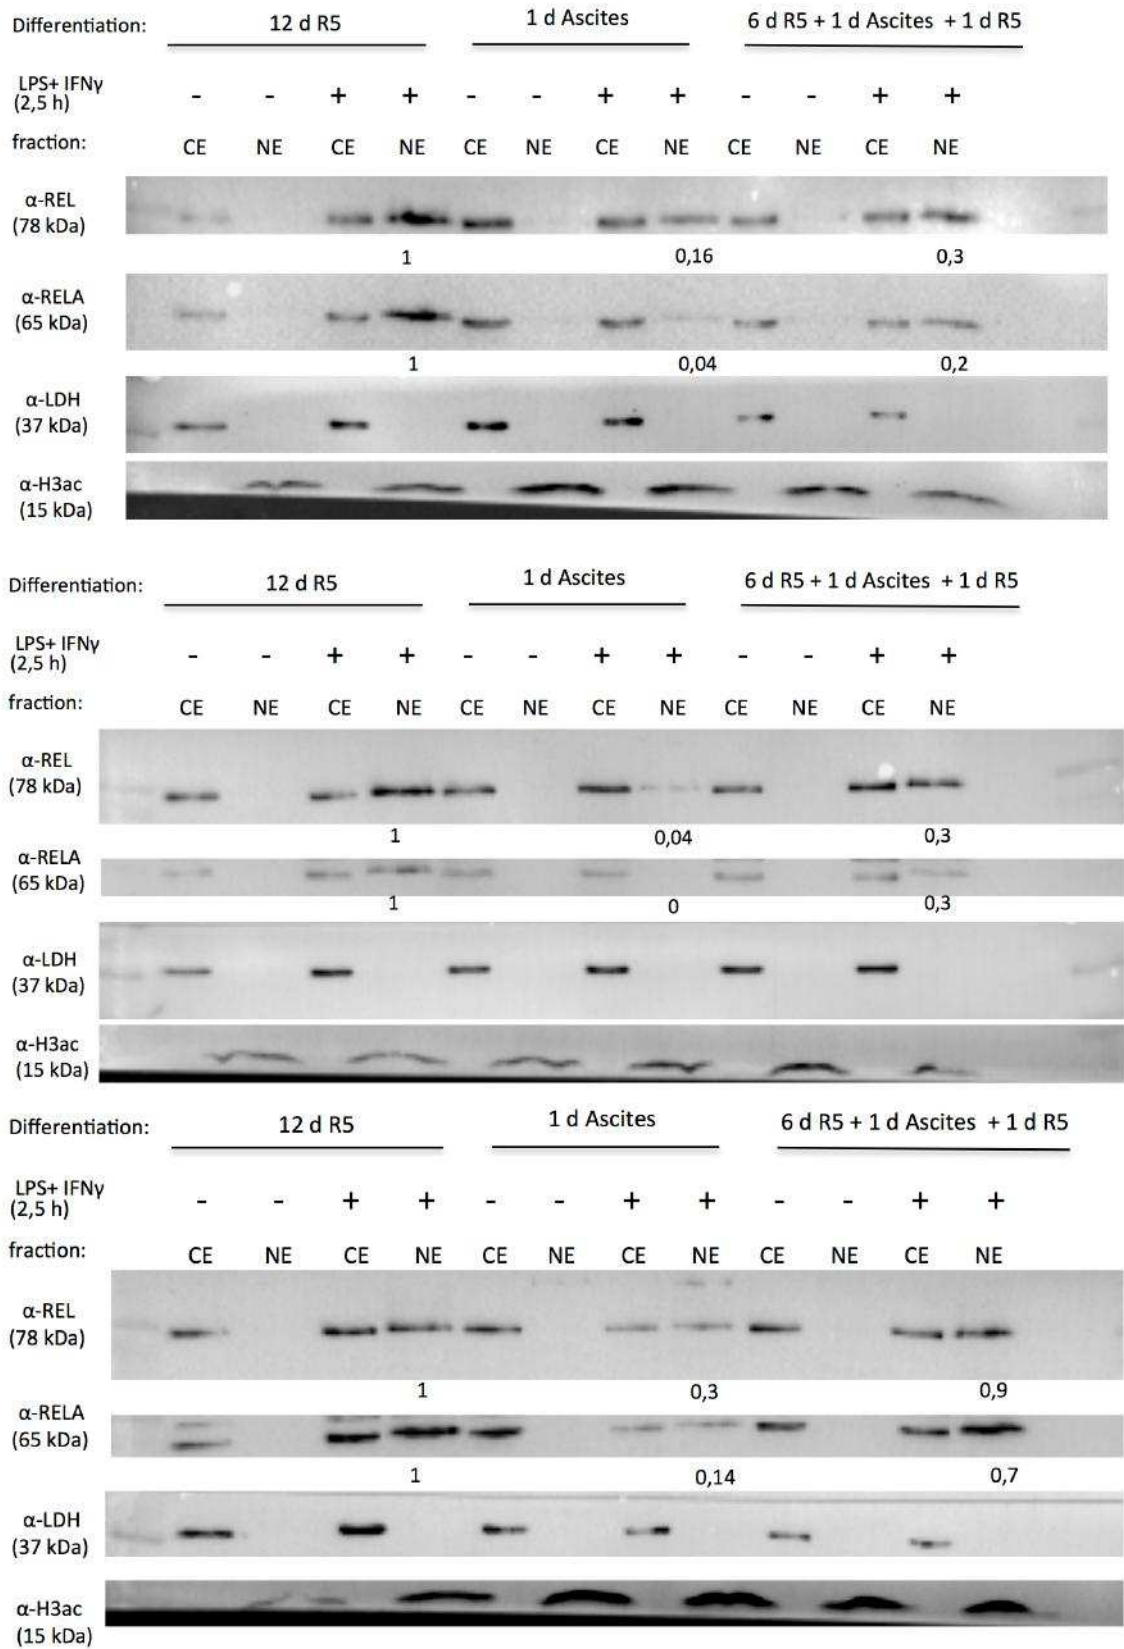 Differentiation: 12 d R5 1 d Ascites 6 d R5 + 1 d Ascites + 1 d R5
LPS+ IFNγ
(2,5 h) - - + + - - + + - - + +
fraction: CE NE CE NE CE NE CE NE CE NE CE NE
α-REL
(78 kDa)
1 0,16 0,3
α-RELA
(65 kDa)
1 0,04 0,2
α-LDH
(37 kDa)
α-H3ac
(15 kDa)
Differentiation: 12 d R5 1 d Ascites 6 d R5 + 1 d Ascites + 1 d R5
LPS+ IFNγ
(2,5 h) - - + + - - + + - - + +
fraction: CE NE CE NE CE NE CE NE CE NE CE NE
α-REL
(78 kDa)
1 0,04 0,3
α-RELA
(65 kDa)
1 0 0,3
α-LDH
(37 kDa)
α-H3ac
(15 kDa)
Differentiation: 12 d R5 1 d Ascites 6 d R5 + 1 d Ascites + 1 d R5
LPS+ IFNγ
(2,5 h) - - + + - - + + - - + +
fraction: CE NE CE NE CE NE CE NE CE NE CE NE
α-REL
(78 kDa)
1 0,3 0,9
α-RELA
(65 kDa)
1 0,14 0,7
α-LDH
(37 kDa)
α-H3ac
(15 kDa)